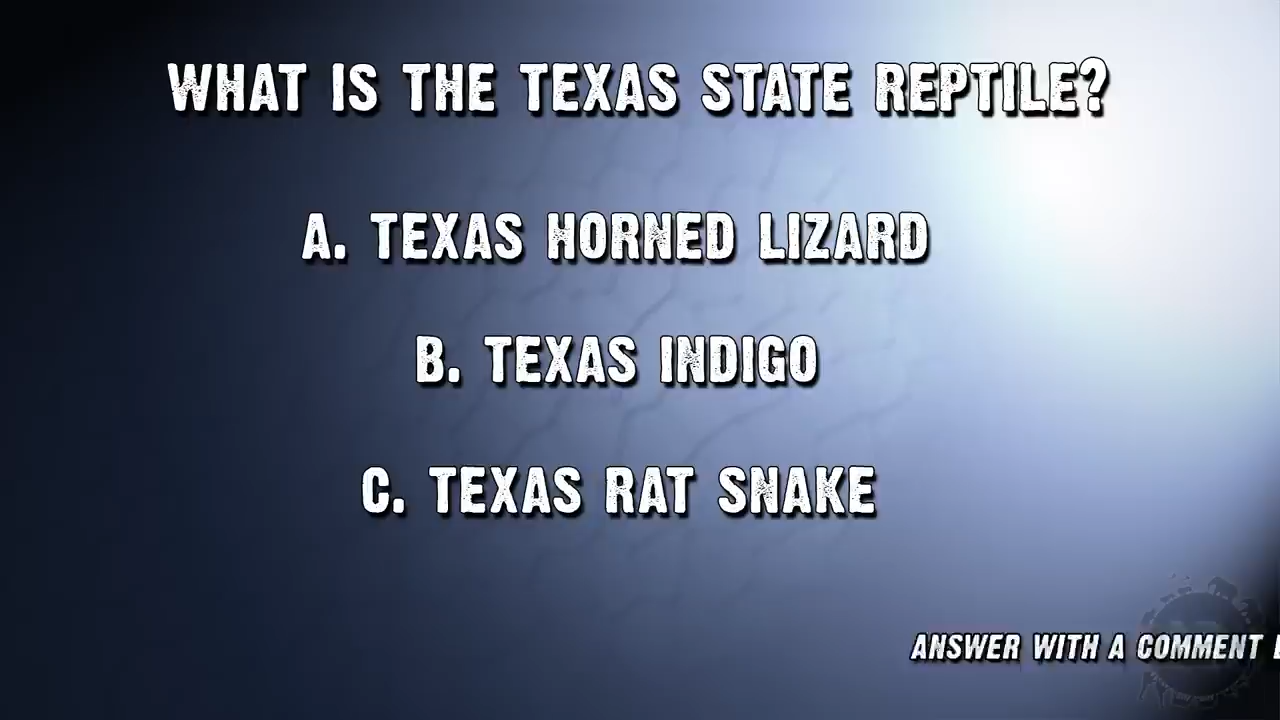 WHAT IS THE TEXAS STATE REPTILE?
A. TEXAS HORNED LIZARD
B. TEXAS INDIGO
C. TEXAS RAT SNAKE
ANSWER WITH A COMMENT